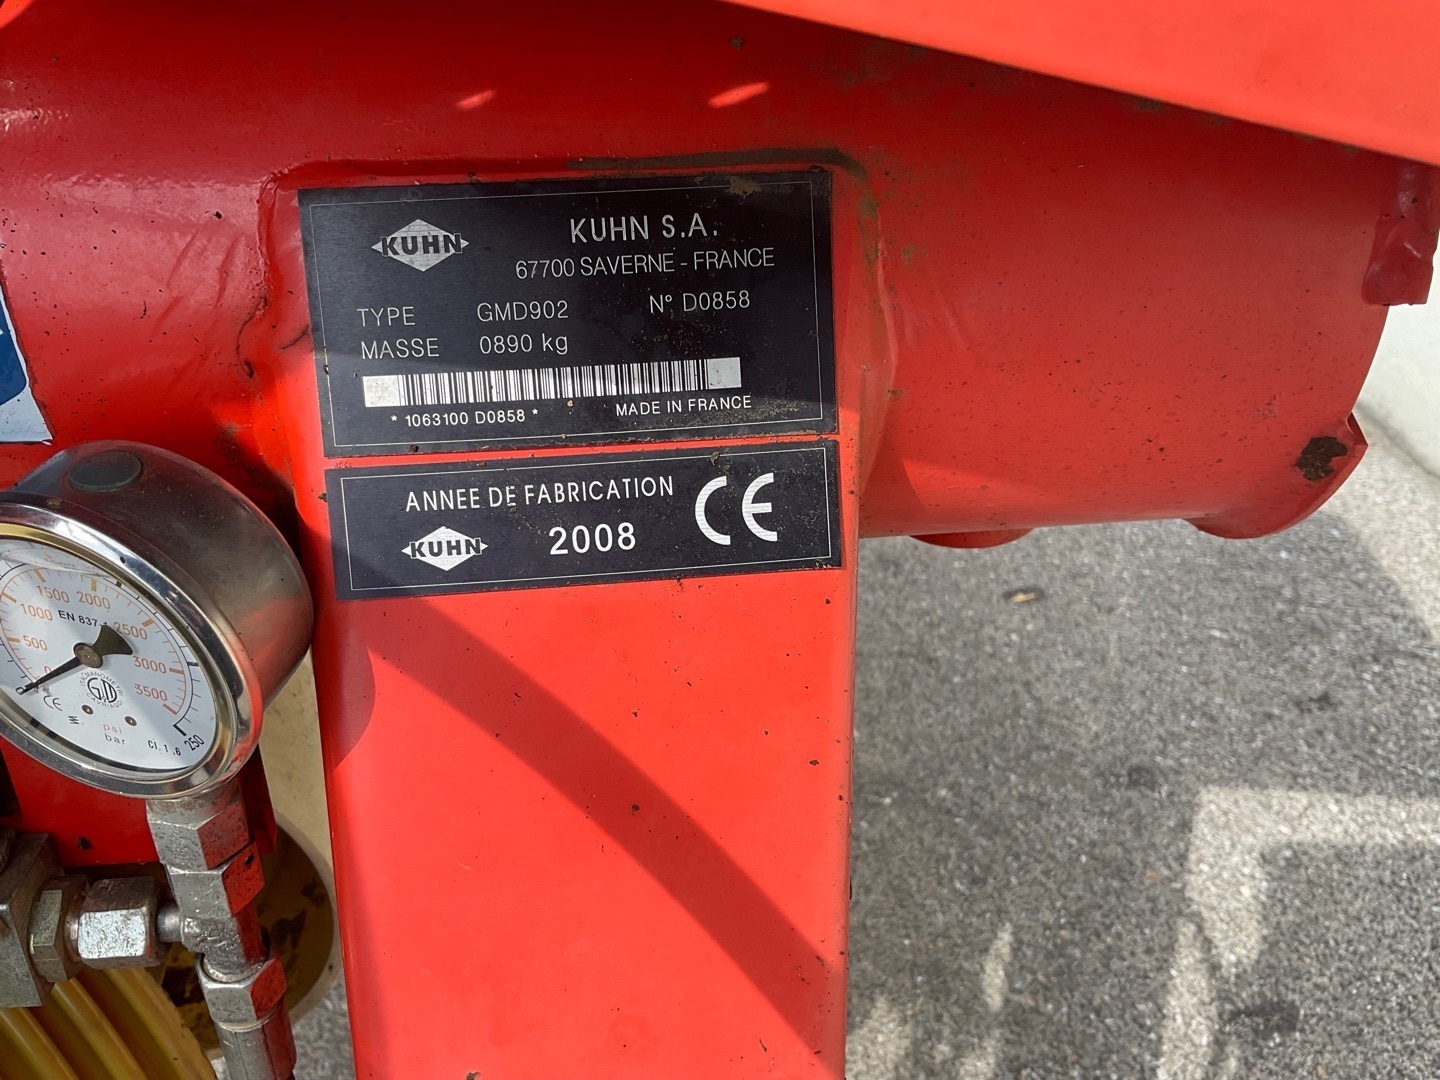 KUHN
KUHN S.A.
67700 SAVERNE - FRANCE
TYPE GMD902 N° D0858
MASSE 0890 kg
* 1063100 D0858 * MADE IN FRANCE
ANNEE DE FABRICATION
KUHN 2008 CE
0
500
1000
1500
2000
2500
3000
3500
EN 837-1
G&D
CE
psi
bar
Cl.1.6
250